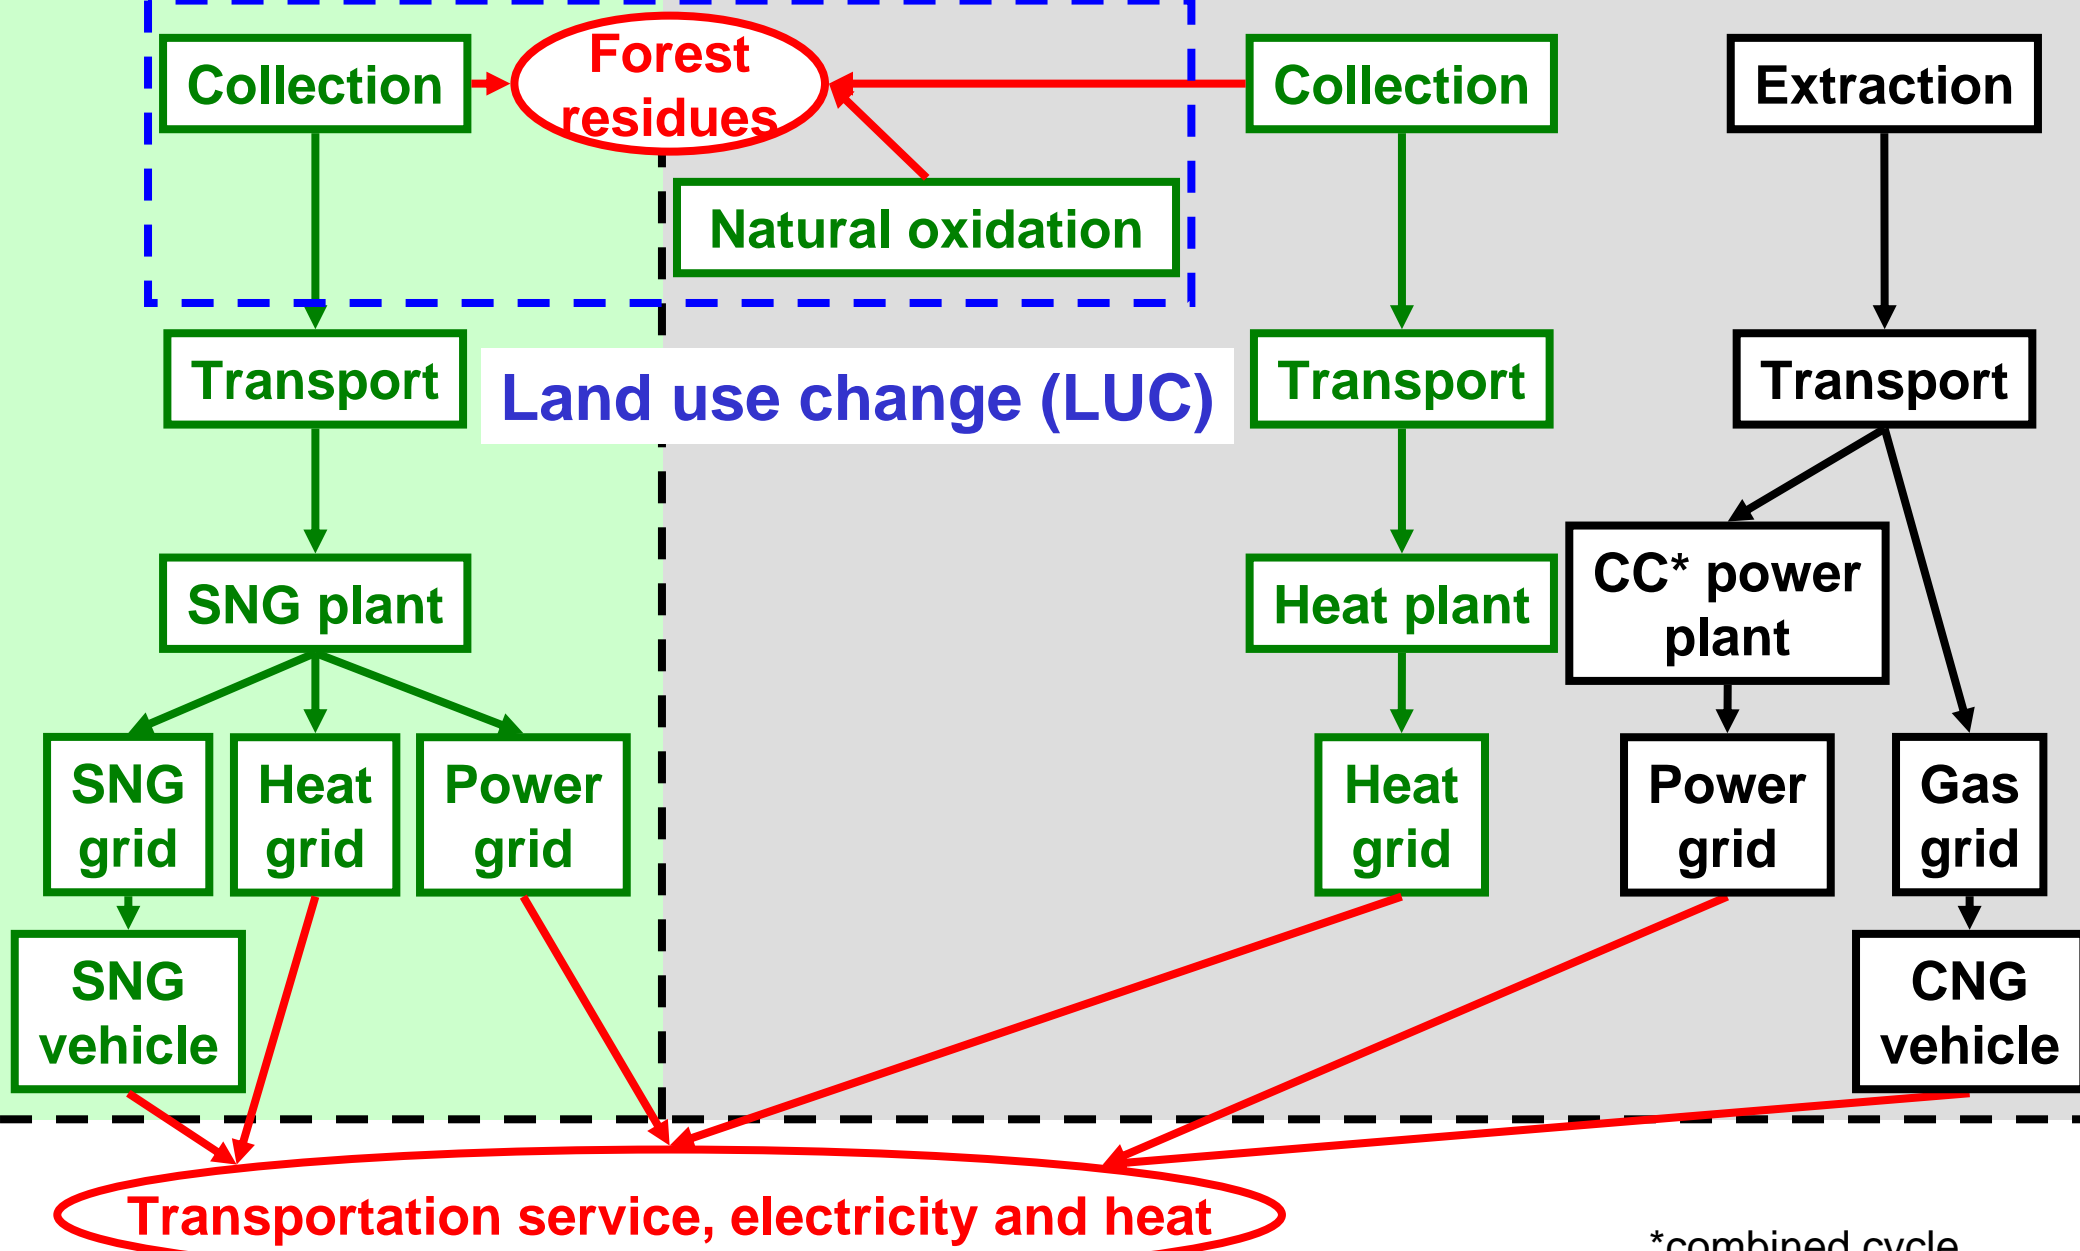 Collection
Forest
residues
Collection
Extraction
Natural oxidation
Transport
Land use change (LUC)
Transport
Transport
SNG plant
Heat plant
CC* power
plant
SNG
grid
Heat
grid
Power
grid
Heat
grid
Power
grid
Gas
grid
SNG
vehicle
CNG
vehicle
Transportation service, electricity and heat
*combined cycle